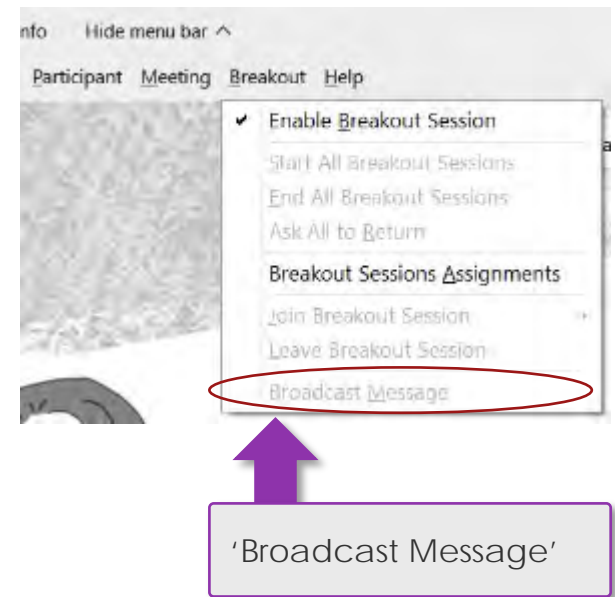 nfo Hide menu bar ^
Participant Meeting Breakout Help
✔ Enable Breakout Session
Start All Breakout Sessions
End All Breakout Sessions
Ask All to Return
Breakout Sessions Assignments
Join Breakout Session
Leave Breakout Session
Broadcast Message
'Broadcast Message'